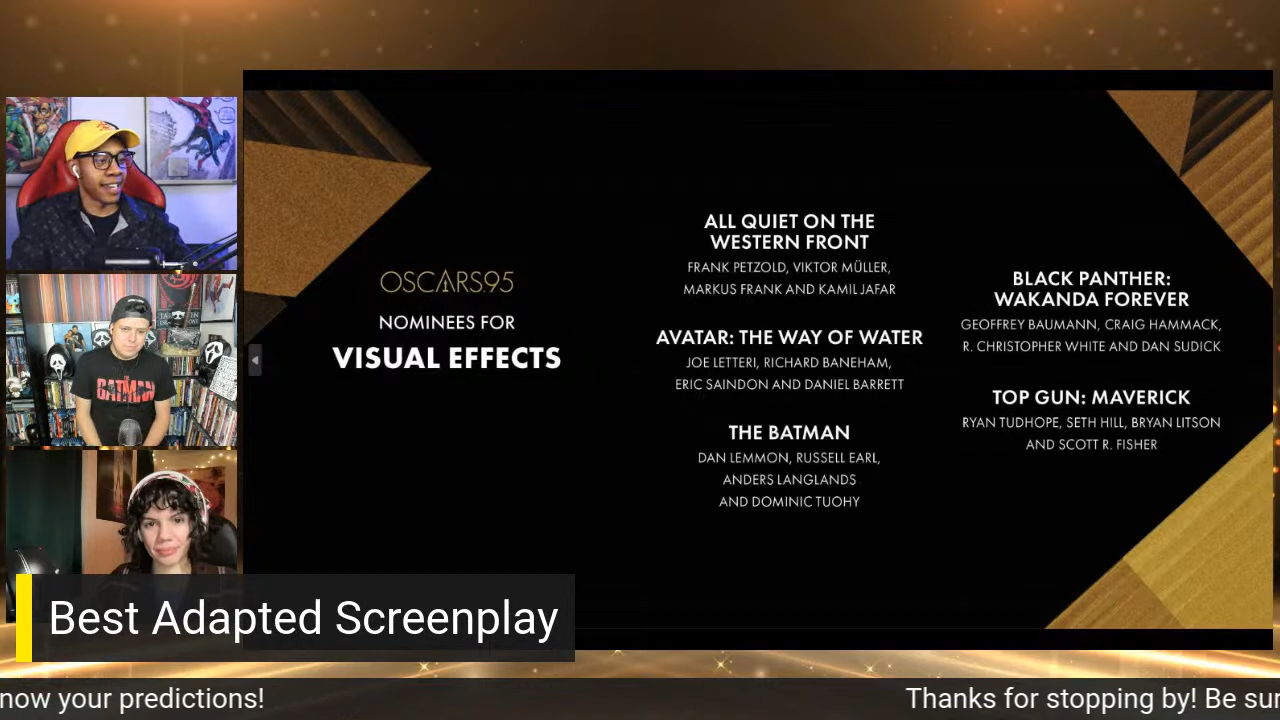 OSCARS95
NOMINEES FOR
VISUAL EFFECTS
ALL QUIET ON THE
WESTERN FRONT
FRANK PETZOLD, VIKTOR MÜLLER,
MARKUS FRANK AND KAMIL JAFAR
AVATAR: THE WAY OF WATER
JOE LETTERI, RICHARD BANEHAM,
ERIC SAINDON AND DANIEL BARRETT
THE BATMAN
DAN LEMMON, RUSSELL EARL,
ANDERS LANGLANDS
AND DOMINIC TUOHY
BLACK PANTHER:
WAKANDA FOREVER
GEOFFREY BAUMANN, CRAIG HAMMACK,
R. CHRISTOPHER WHITE AND DAN SUDICK
TOP GUN: MAVERICK
RYAN TUDHOPE, SETH HILL, BRYAN LITSON
AND SCOTT R. FISHER
THE
BATMAN
Best Adapted Screenplay
now your predictions!
Thanks for stopping by! Be sur